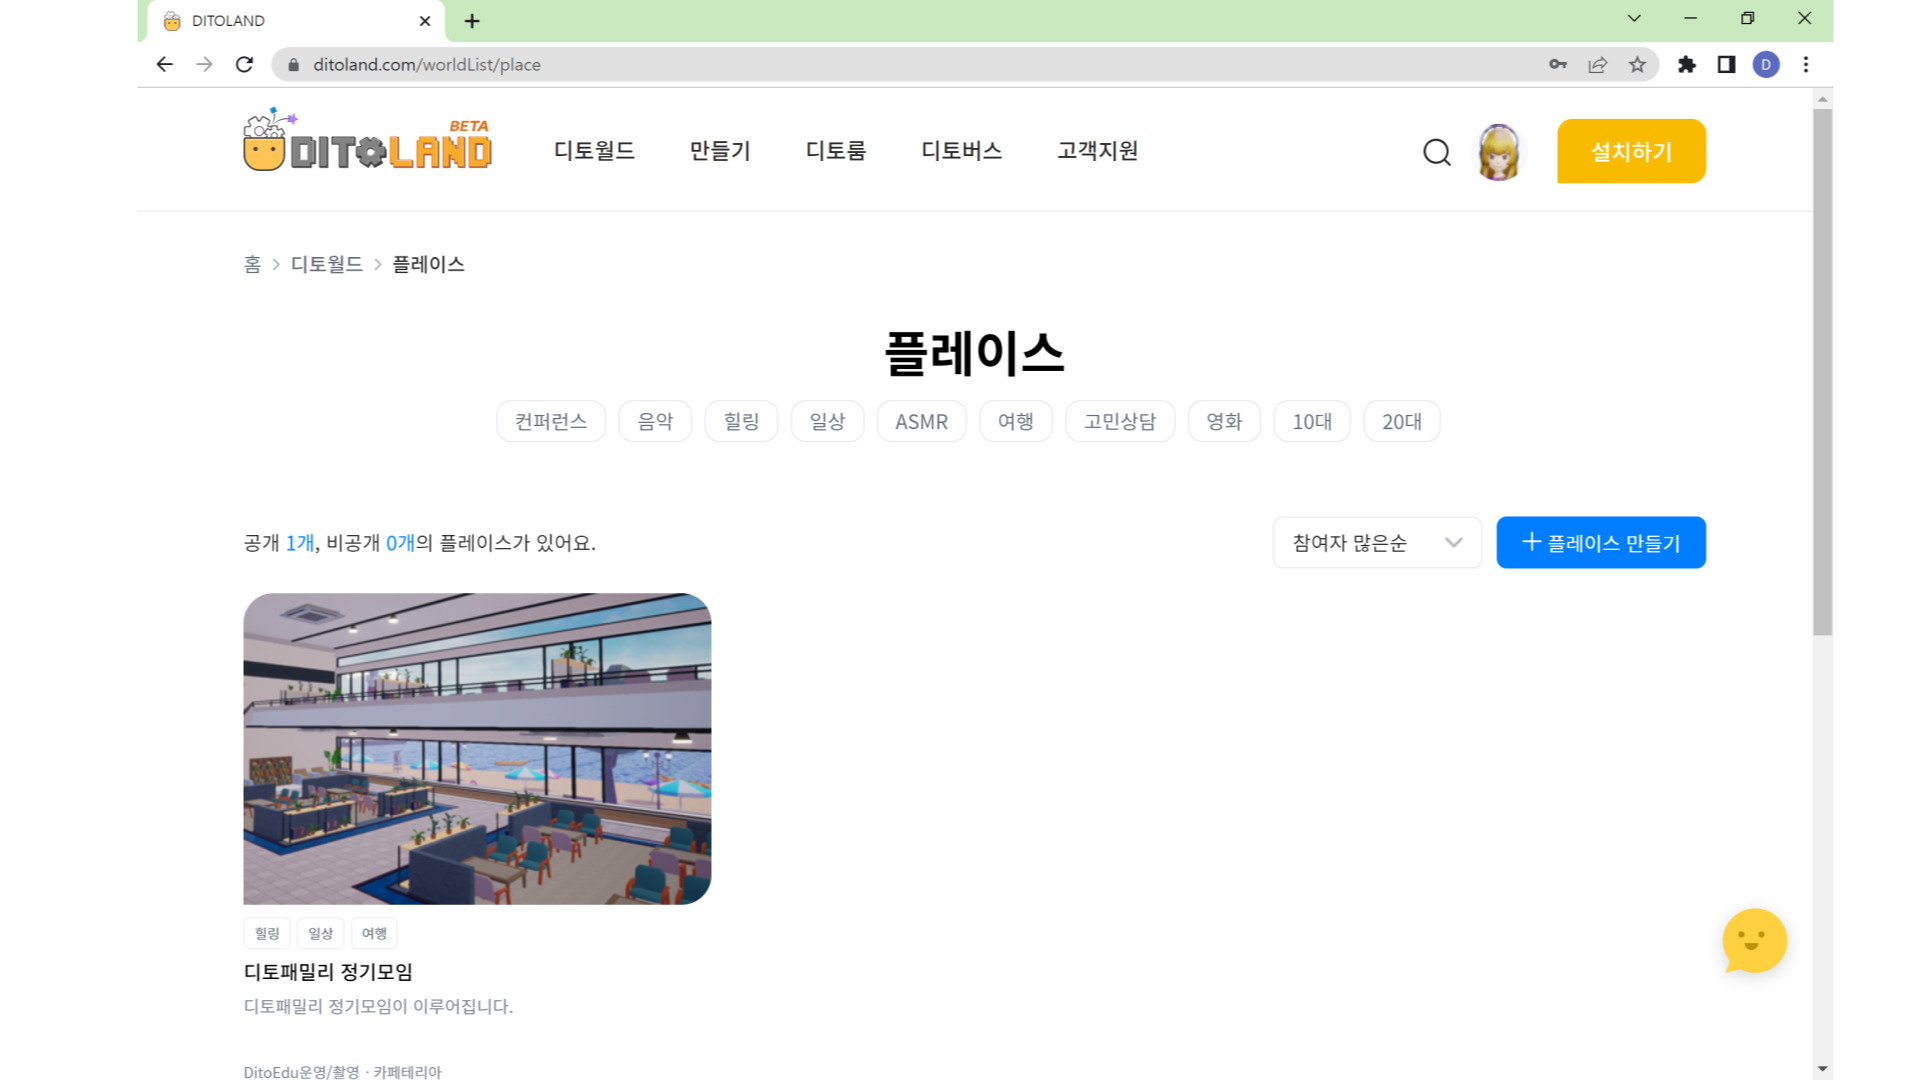 DITOLAND
ditoland.com/worldList/place
D
DITOLAND BETA
디토월드 만들기 디토룸 디토버스 고객지원 설치하기
홈 > 디토월드 > 플레이스
플레이스
컨퍼런스 음악 힐링 일상 ASMR 여행 고민상담 영화 10대 20대
공개 1개, 비공개 0개의 플레이스가 있어요. 참여자 많은순 + 플레이스 만들기
힐링 일상 여행
디토패밀리 정기모임
디토패밀리 정기모임이 이루어집니다.
DitoEdu운영/촬영 · 카페테리아